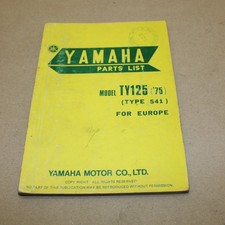 YAMAHA
PARTS LIST
MODEL TY125 ('75)
(TYPE 541)
FOR EUROPE
YAMAHA MOTOR CO., LTD.